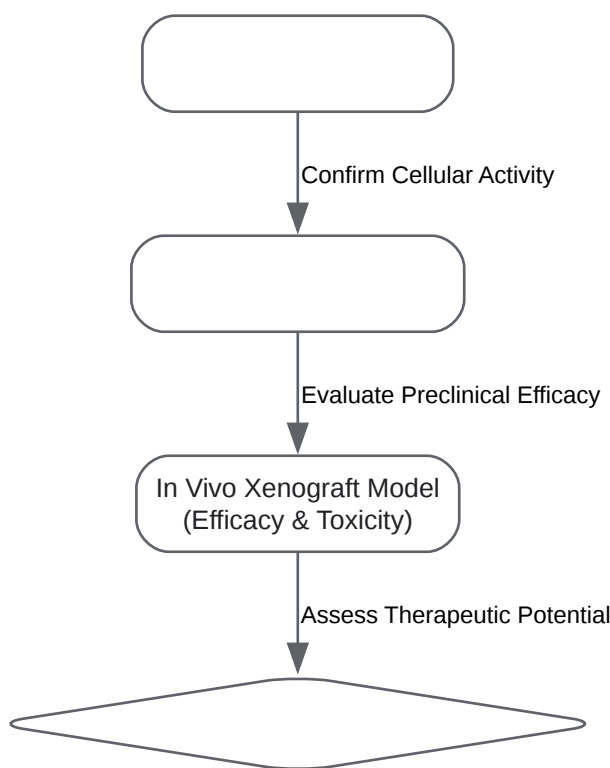 Confirm Cellular Activity
Evaluate Preclinical Efficacy
In Vivo Xenograft Model
(Efficacy & Toxicity)
Assess Therapeutic Potential